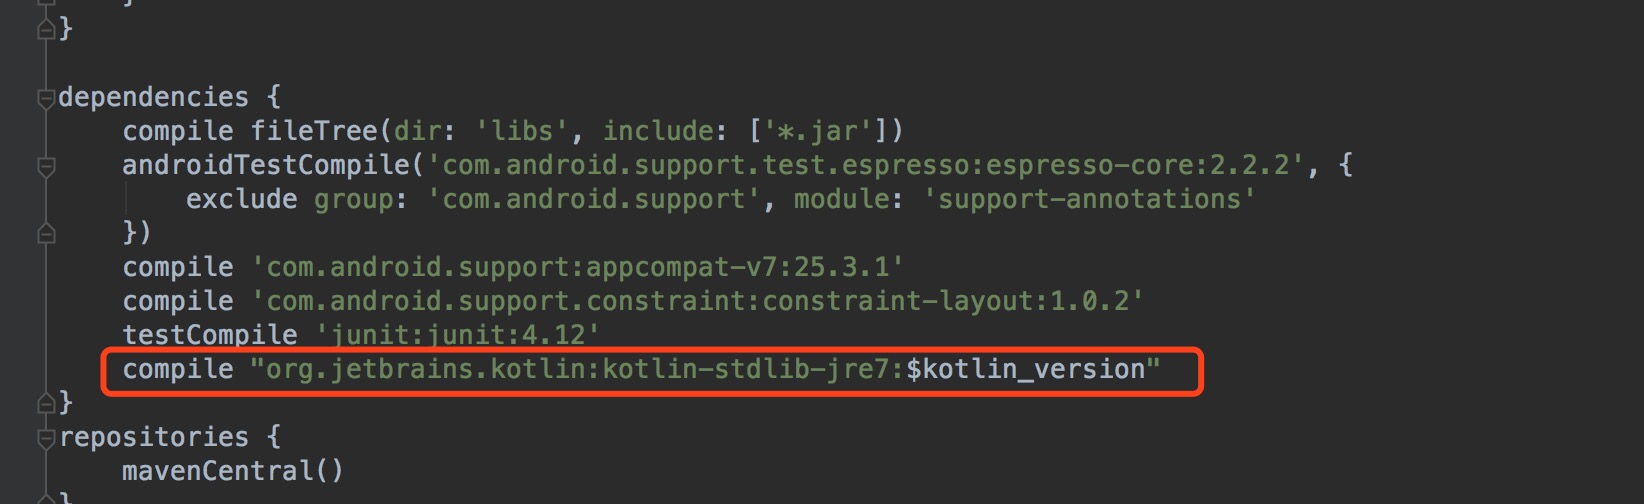 }
}
dependencies {
    compile fileTree(dir: 'libs', include: ['*.jar'])
    androidTestCompile('com.android.support.test.espresso:espresso-core:2.2.2', {
        exclude group: 'com.android.support', module: 'support-annotations'
    })
    compile 'com.android.support:appcompat-v7:25.3.1'
    compile 'com.android.support.constraint:constraint-layout:1.0.2'
    testCompile 'junit:junit:4.12'
    compile "org.jetbrains.kotlin:kotlin-stdlib-jre7:$kotlin_version"
}
repositories {
    mavenCentral()
}